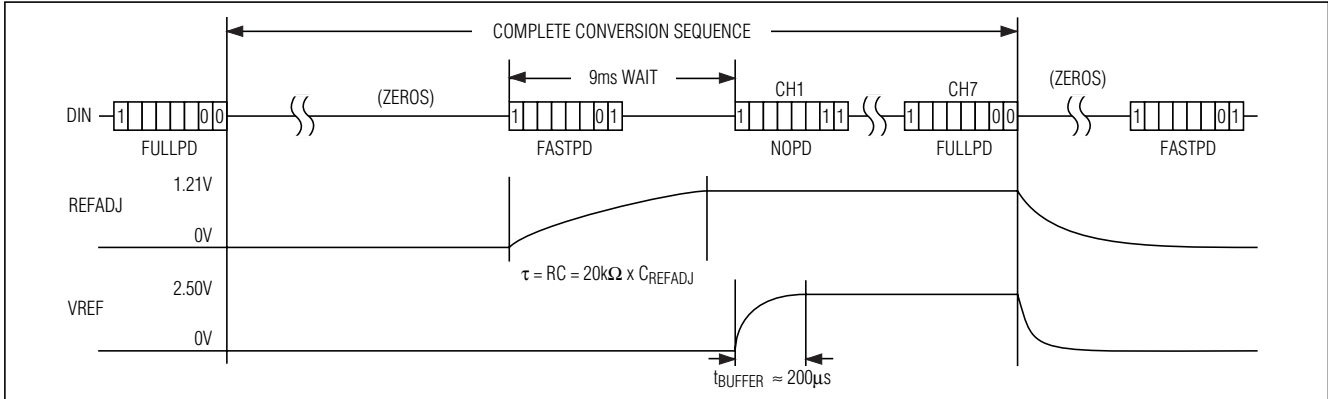 COMPLETE CONVERSION SEQUENCE
9ms WAIT
(ZEROS)
CH1
CH7
(ZEROS)
DIN
1 0 0
1 0 1
1 1 1
1 0 0
1 0 1
FULLPD
FASTPD
NOPD
FULLPD
FASTPD
1.21V
REFADJ
0V
τ = RC = 20kΩ x CREFADJ
2.50V
VREF
0V
tBUFFER ≈ 200μs